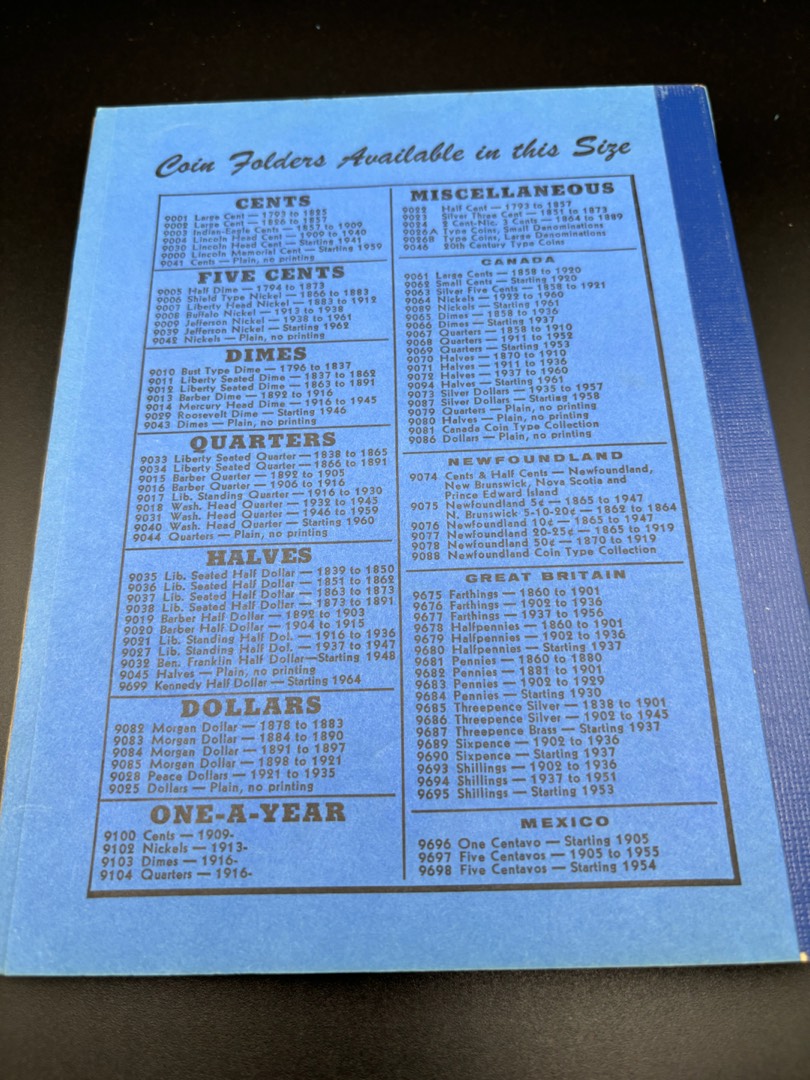 Coin Folders Available in this Size
CENTS
9001 Large Cent — 1793 to 1825
9002 Large Cent — 1826 to 1857
9003 Indian-Eagle Cents — 1857 to 1909
9004 Lincoln Head Cent — 1909 to 1940
9030 Lincoln Head Cent — Starting 1941
9000 Lincoln Memorial Cent — Starting 1959
9041 Cents — Plain, no printing
FIVE CENTS
9005 Half Dime — 1794 to 1873
9006 Shield Type Nickel — 1866 to 1883
9007 Liberty Head Nickel — 1883 to 1912
9008 Buffalo Nickel — 1913 to 1938
9009 Jefferson Nickel — 1938 to 1961
9039 Jefferson Nickel — Starting 1962
9042 Nickels — Plain, no printing
DIMES
9010 Bust Type Dime — 1796 to 1837
9011 Liberty Seated Dime — 1837 to 1862
9012 Liberty Seated Dime — 1863 to 1891
9013 Barber Dime — 1892 to 1916
9014 Mercury Head Dime — 1916 to 1945
9029 Roosevelt Dime — Starting 1946
9043 Dimes — Plain, no printing
QUARTERS
9033 Liberty Seated Quarter — 1838 to 1865
9034 Liberty Seated Quarter — 1866 to 1891
9015 Barber Quarter — 1892 to 1905
9016 Barber Quarter — 1906 to 1916
9017 Lib. Standing Quarter — 1916 to 1930
9018 Wash. Head Quarter — 1932 to 1945
9031 Wash. Head Quarter — 1946 to 1959
9040 Wash. Head Quarter — Starting 1960
9044 Quarters — Plain, no printing
HALVES
9035 Lib. Seated Half Dollar — 1839 to 1850
9036 Lib. Seated Half Dollar — 1851 to 1862
9037 Lib. Seated Half Dollar — 1863 to 1873
9038 Lib. Seated Half Dollar — 1873 to 1891
9019 Barber Half Dollar — 1892 to 1903
9020 Barber Half Dollar — 1904 to 1915
9021 Lib. Standing Half Dol. — 1916 to 1936
9027 Lib. Standing Half Dol. — 1937 to 1947
9032 Ben. Franklin Half Dollar—Starting 1948
9045 Halves — Plain, no printing
9699 Kennedy Half Dollar — Starting 1964
DOLLARS
9082 Morgan Dollar — 1878 to 1883
9083 Morgan Dollar — 1884 to 1890
9084 Morgan Dollar — 1891 to 1897
9085 Morgan Dollar — 1898 to 1921
9028 Peace Dollars — 1921 to 1935
9025 Dollars — Plain, no printing
ONE-A-YEAR
9100 Cents — 1909-
9102 Nickels — 1913-
9103 Dimes — 1916-
9104 Quarters — 1916-
MISCELLANEOUS
9022 Half Cent — 1793 to 1857
9023 Silver Three Cent — 1851 to 1873
9024 2 Cent-Nic. 3 Cents — 1864 to 1889
9026A Type Coins, Small Denominations
9026B Type Coins, Large Denominations
9046 20th Century Type Coins
CANADA
9061 Large Cents — 1858 to 1920
9062 Small Cents — Starting 1920
9063 Silver Five Cents — 1858 to 1921
9064 Nickels — 1922 to 1960
9089 Nickels — Starting 1961
9065 Dimes — 1858 to 1936
9066 Dimes — Starting 1937
9067 Quarters — 1858 to 1910
9068 Quarters — 1911 to 1952
9069 Quarters — Starting 1953
9070 Halves — 1870 to 1910
9071 Halves — 1911 to 1936
9072 Halves — 1937 to 1960
9094 Halves — Starting 1961
9073 Silver Dollars — 1935 to 1957
9087 Silver Dollars — Starting 1958
9079 Quarters — Plain, no printing
9080 Halves — Plain, no printing
9081 Canada Coin Type Collection
9086 Dollars — Plain, no printing
NEWFOUNDLAND
9074 Cents & Half Cents — Newfoundland,
New Brunswick, Nova Scotia and
Prince Edward Island
9075 Newfoundland 5¢ — 1865 to 1947
N. Brunswick 5-10-20¢ — 1862 to 1864
9076 Newfoundland 10¢ — 1865 to 1947
9077 Newfoundland 20-25¢ — 1865 to 1919
9078 Newfoundland 50¢ — 1870 to 1919
9088 Newfoundland Coin Type Collection
GREAT BRITAIN
9675 Farthings — 1860 to 1901
9676 Farthings — 1902 to 1936
9677 Farthings — 1937 to 1956
9678 Halfpennies — 1860 to 1901
9679 Halfpennies — 1902 to 1936
9680 Halfpennies — Starting 1937
9681 Pennies — 1860 to 1880
9682 Pennies — 1881 to 1901
9683 Pennies — 1902 to 1929
9684 Pennies — Starting 1930
9685 Threepence Silver — 1838 to 1901
9686 Threepence Silver — 1902 to 1945
9687 Threepence Brass — Starting 1937
9689 Sixpence — 1902 to 1936
9690 Sixpence — Starting 1937
9693 Shillings — 1902 to 1936
9694 Shillings — 1937 to 1951
9695 Shillings — Starting 1953
MEXICO
9696 One Centavo — Starting 1905
9697 Five Centavos — 1905 to 1955
9698 Five Centavos — Starting 1954